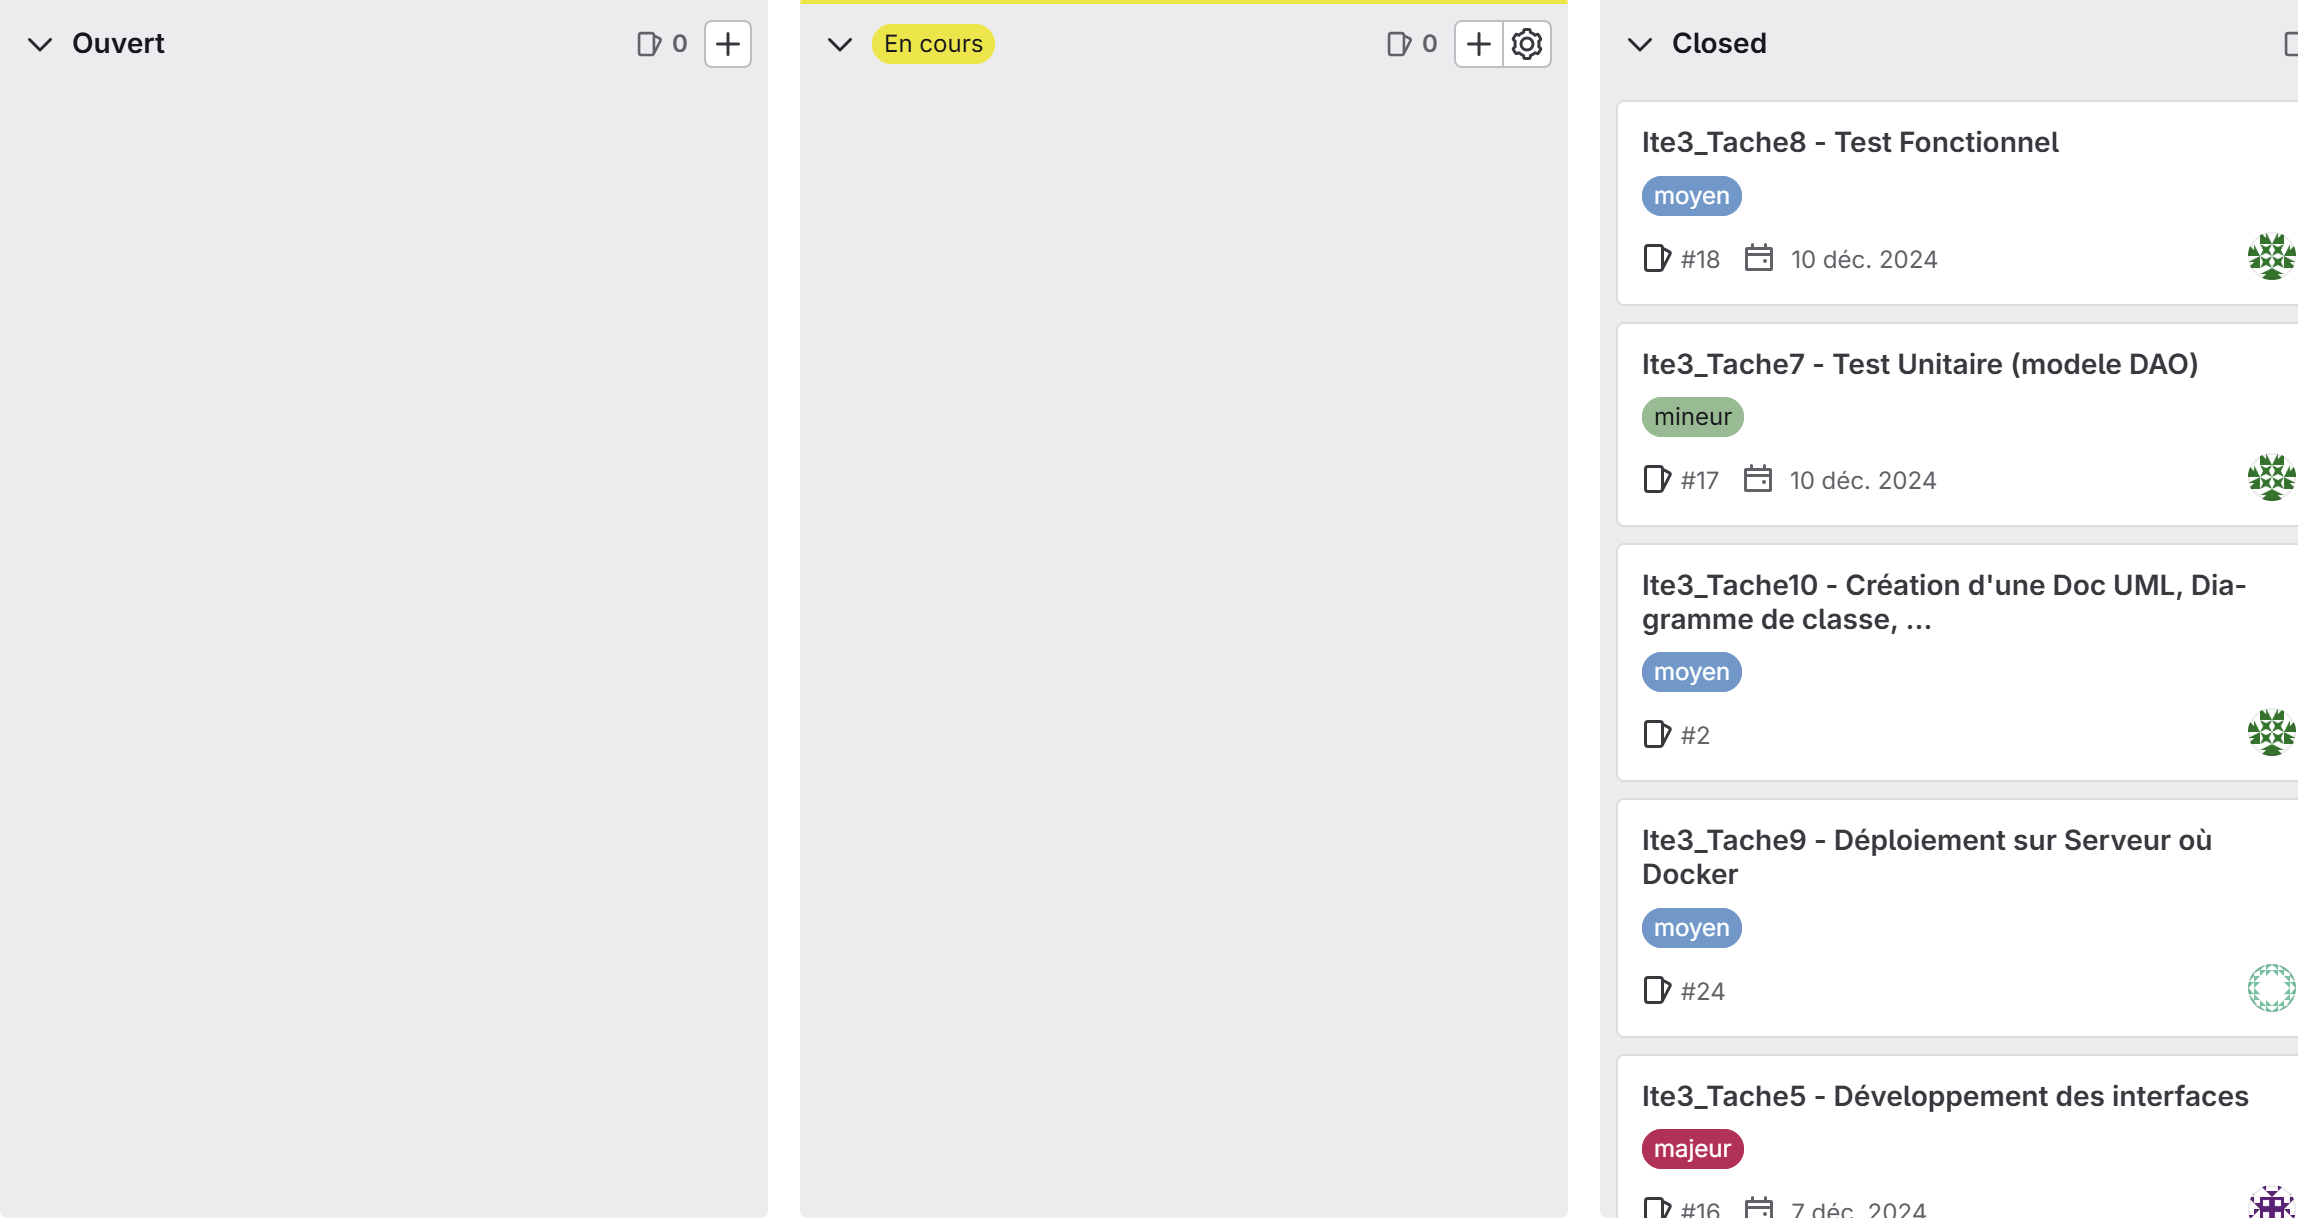 Ouvert
0
En cours
0
Closed
Ite3_Tache8 - Test Fonctionnel
moyen
#18 10 déc. 2024
Ite3_Tache7 - Test Unitaire (modele DAO)
mineur
#17 10 déc. 2024
Ite3_Tache10 - Création d'une Doc UML, Dia-
gramme de classe, ...
moyen
#2
Ite3_Tache9 - Déploiement sur Serveur où
Docker
moyen
#24
Ite3_Tache5 - Développement des interfaces
majeur
#16 7 déc. 2024